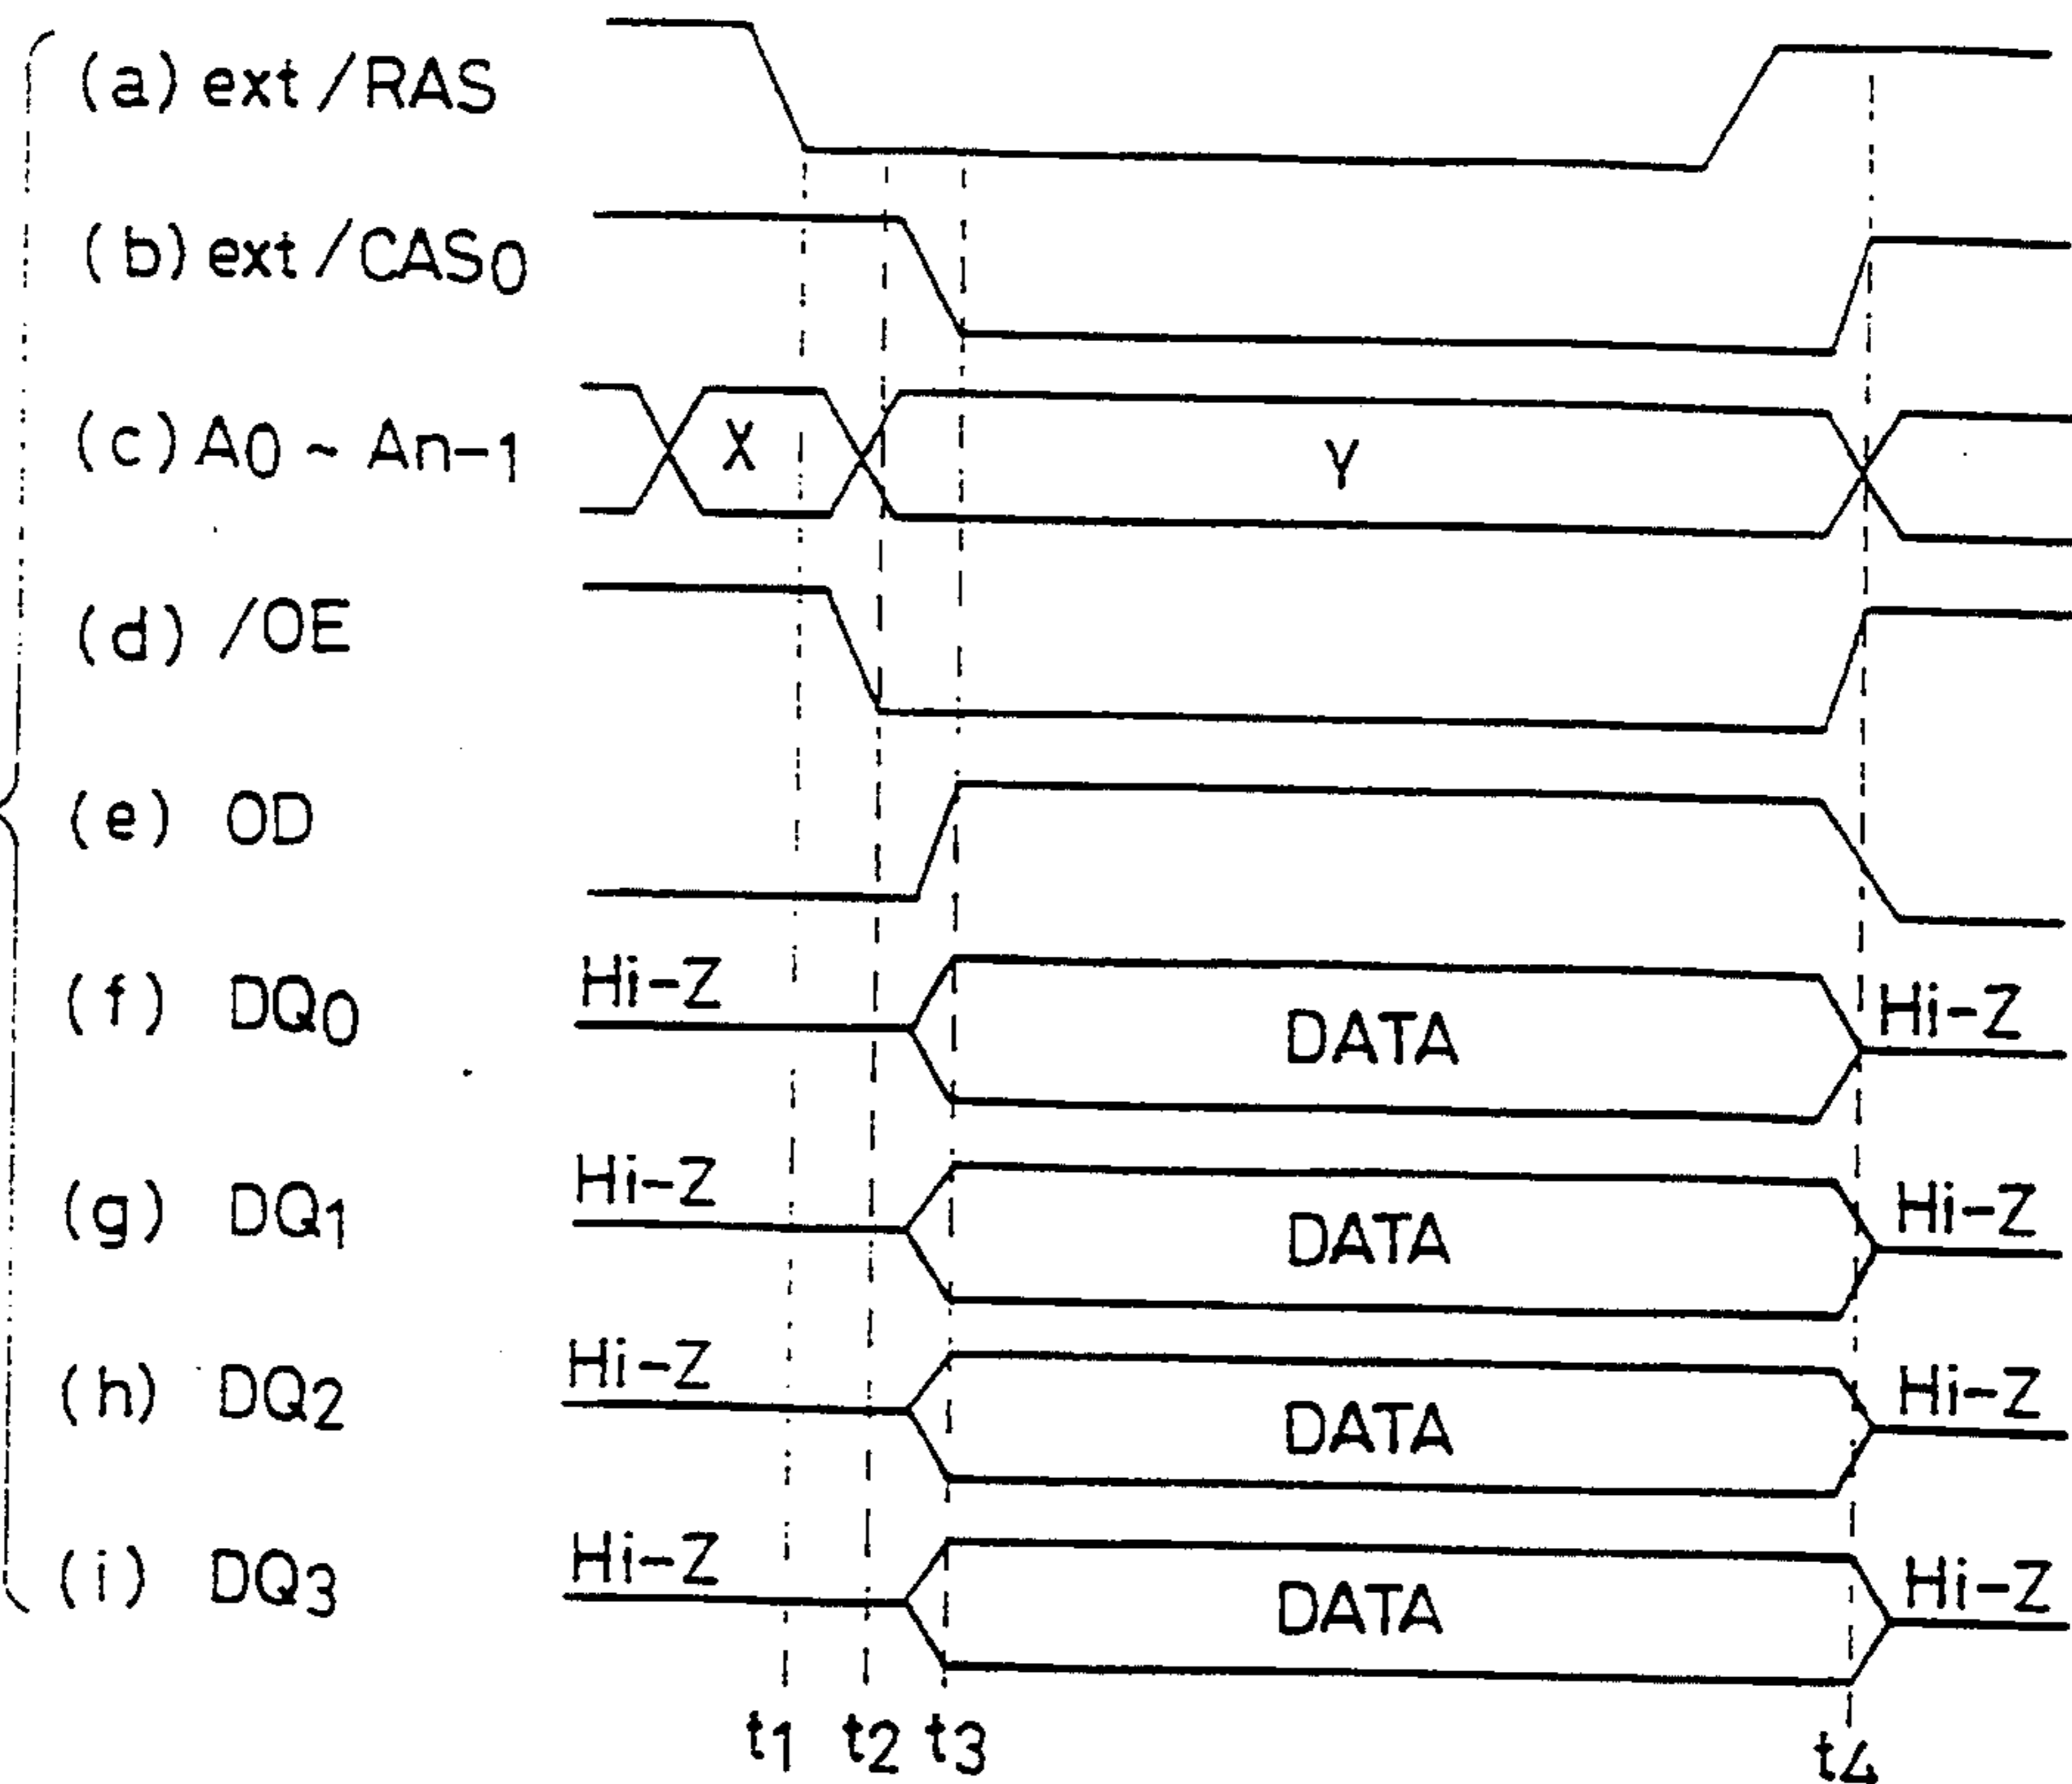 (a) ext/RAS
(b) ext/CAS0
(c) A0 ~ An-1 X Y
(d) /OE
(e) OD
(f) DQ0 Hi-Z DATA Hi-Z
(g) DQ1 Hi-Z DATA Hi-Z
(h) DQ2 Hi-Z DATA Hi-Z
(i) DQ3 Hi-Z DATA Hi-Z
t1 t2 t3 t4